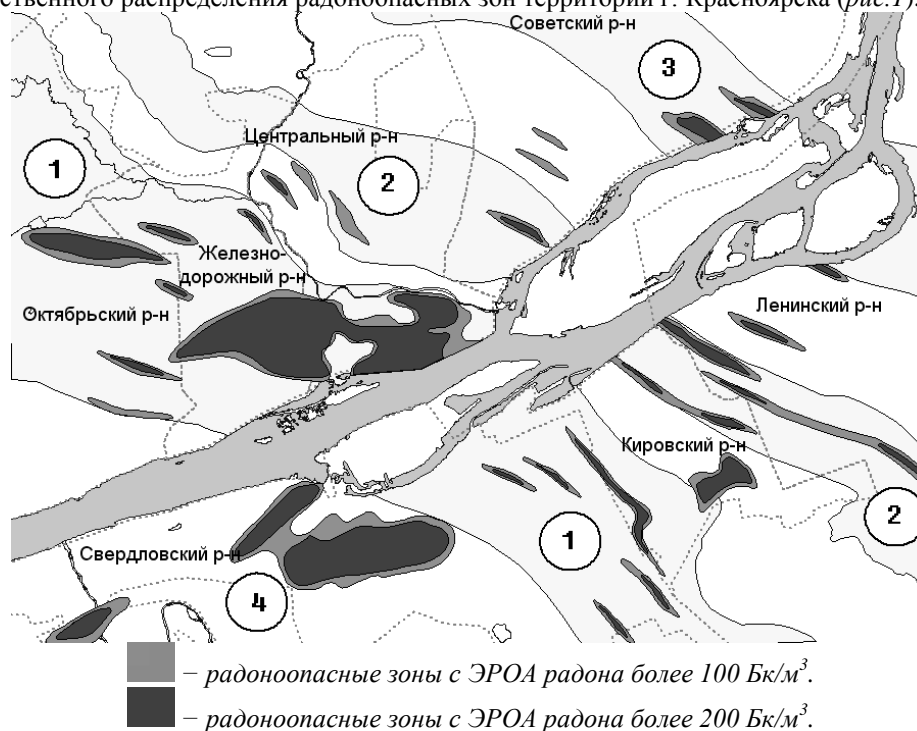 ственного распределения радоноопасных зон территории г. Красноярска (рис.1).
Советский р-н
3
Центральный р-н
1
2
Железно-
дорожный р-н
Октябрьский р-н
Ленинский р-н
Кировский р-н
2
1
Свердловский р-н
4
– радоноопасные зоны с ЭРОА радона более 100 Бк/м³.
– радоноопасные зоны с ЭРОА радона более 200 Бк/м³.